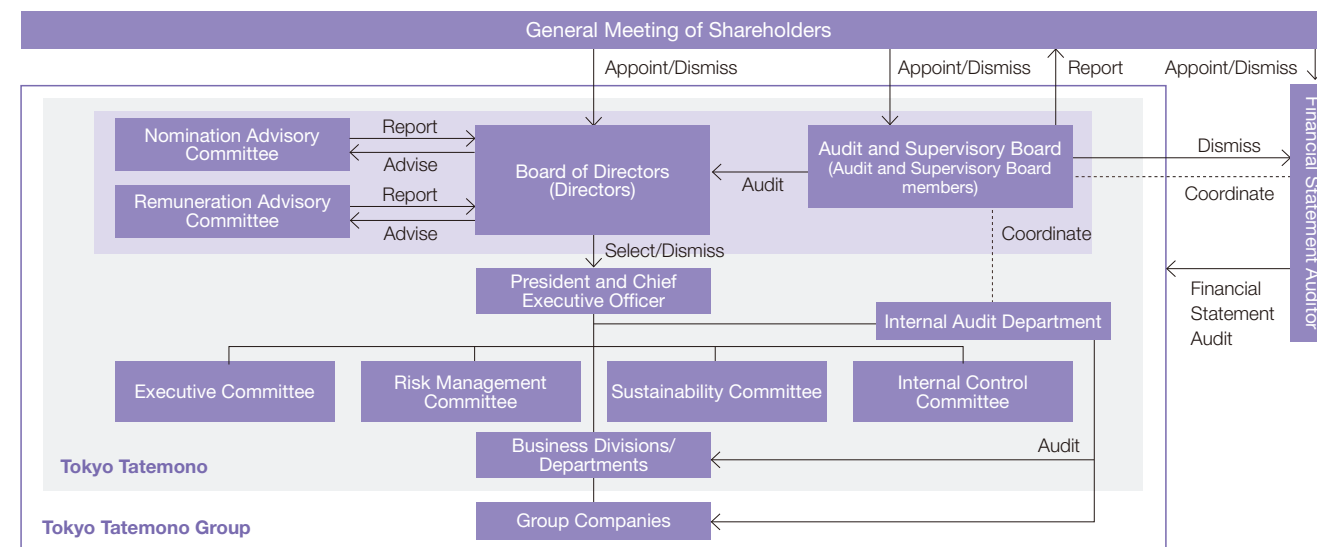 General Meeting of Shareholders
Appoint/Dismiss
Appoint/Dismiss
Report
Appoint/Dismiss
Nomination Advisory
Committee
Report
Advise
Board of Directors
(Directors)
Audit
Audit and Supervisory Board
(Audit and Supervisory Board
members)
Dismiss
Coordinate
Financial Statement Auditor
Remuneration Advisory
Committee
Report
Advise
Select/Dismiss
Coordinate
President and Chief
Executive Officer
Financial
Statement
Audit
Internal Audit Department
Executive Committee
Risk Management
Committee
Sustainability Committee
Internal Control
Committee
Business Divisions/
Departments
Audit
Tokyo Tatemono
Group Companies
Tokyo Tatemono Group